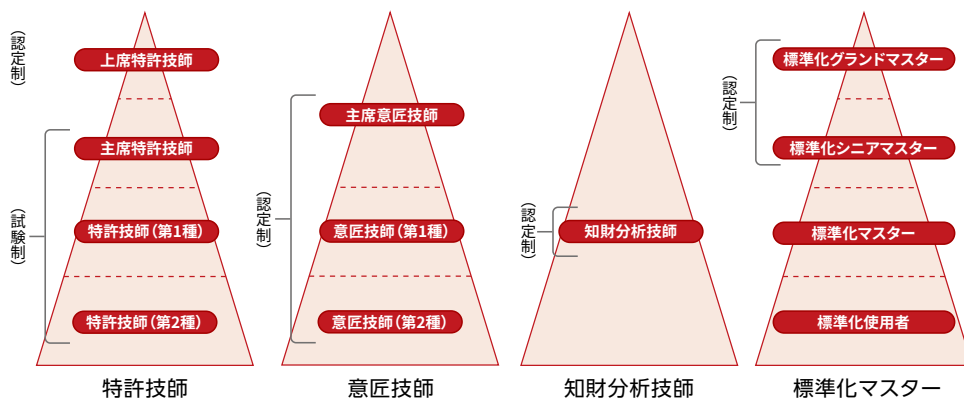 (認定制)
上席特許技師
主席特許技師
(試験制)
特許技師(第1種)
特許技師(第2種)
特許技師
(認定制)
主席意匠技師
意匠技師(第1種)
意匠技師(第2種)
意匠技師
(認定制)
知財分析技師
知財分析技師
(認定制)
標準化グランドマスター
標準化シニアマスター
標準化マスター
標準化使用者
標準化マスター